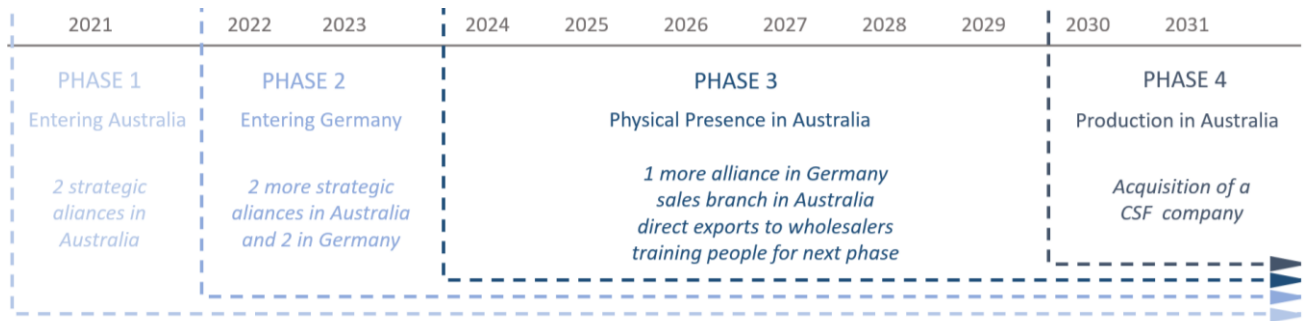 2021 2022 2023 2024 2025 2026 2027 2028 2029 2030 2031
PHASE 1
Entering Australia
2 strategic
aliances in
Australia
PHASE 2
Entering Germany
2 more strategic
aliances in Australia
and 2 in Germany
PHASE 3
Physical Presence in Australia
1 more alliance in Germany
sales branch in Australia
direct exports to wholesalers
training people for next phase
PHASE 4
Production in Australia
Acquisition of a
CSF company